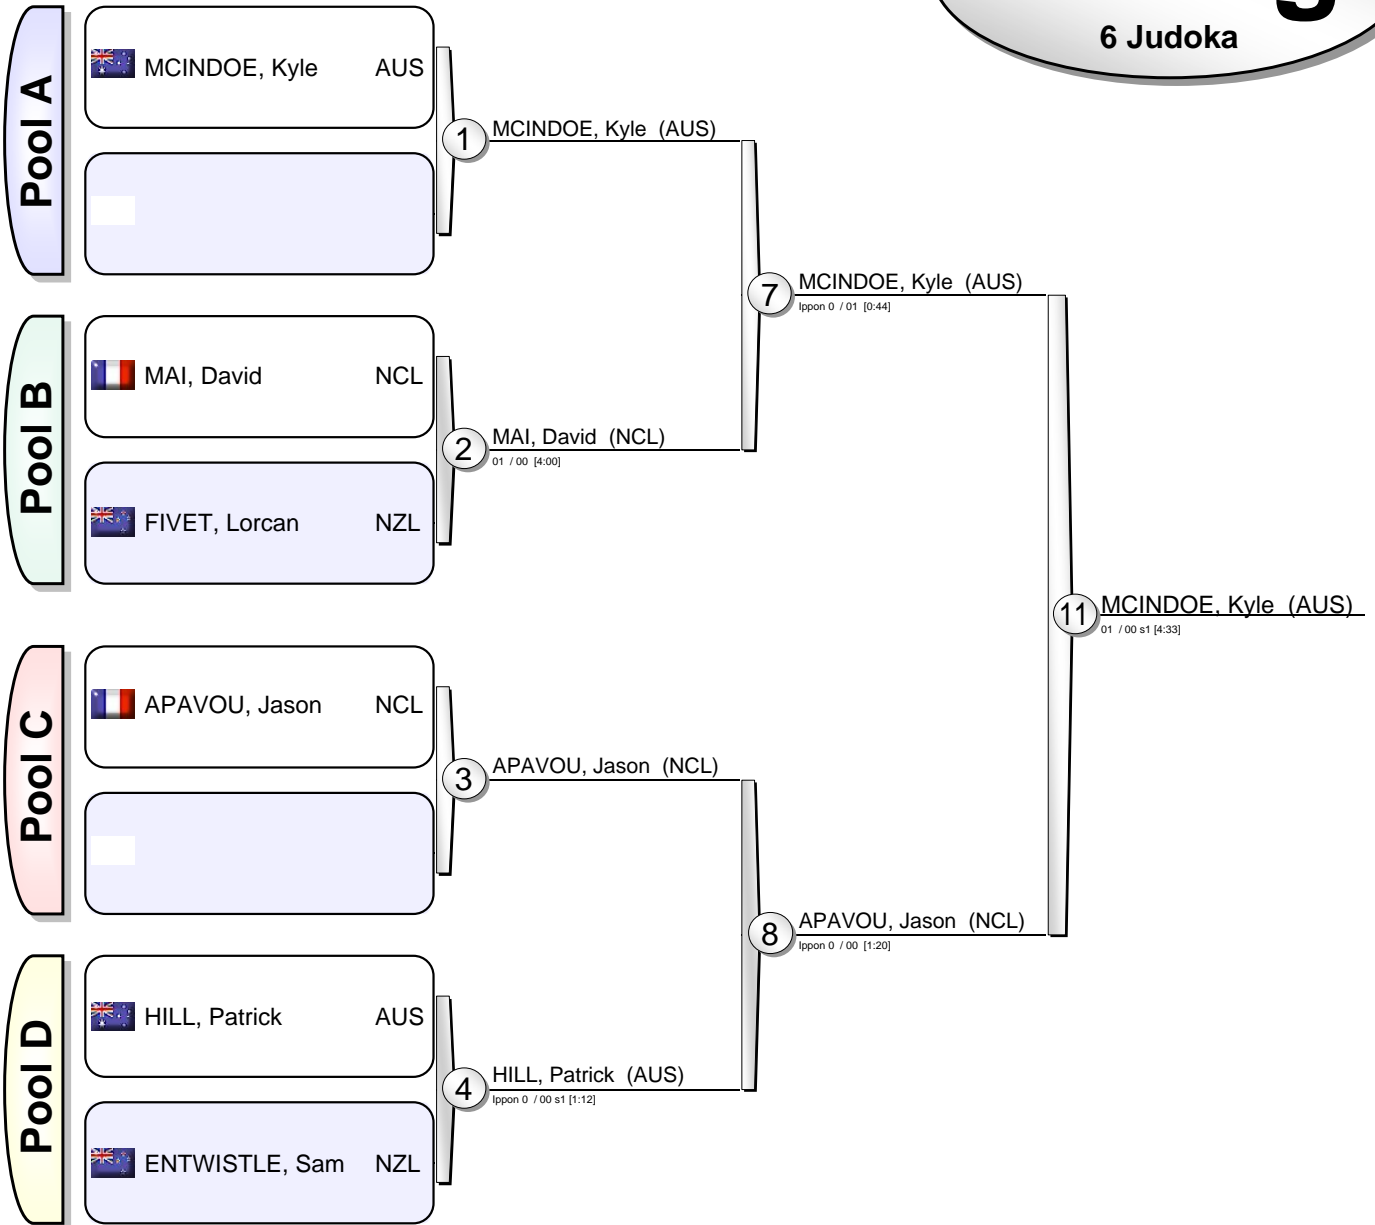 6 Judoka
Pool A
MCINDOE, Kyle AUS
1 MCINDOE, Kyle (AUS)
7 MCINDOE, Kyle (AUS)
Ippon 0 / 01 [0:44]
Pool B
MAI, David NCL
2 MAI, David (NCL)
01 / 00 [4:00]
FIVET, Lorcan NZL
11 MCINDOE, Kyle (AUS)
01 / 00 s1 [4:33]
Pool C
APAVOU, Jason NCL
3 APAVOU, Jason (NCL)
8 APAVOU, Jason (NCL)
Ippon 0 / 00 [1:20]
Pool D
HILL, Patrick AUS
4 HILL, Patrick (AUS)
Ippon 0 / 00 s1 [1:12]
ENTWISTLE, Sam NZL